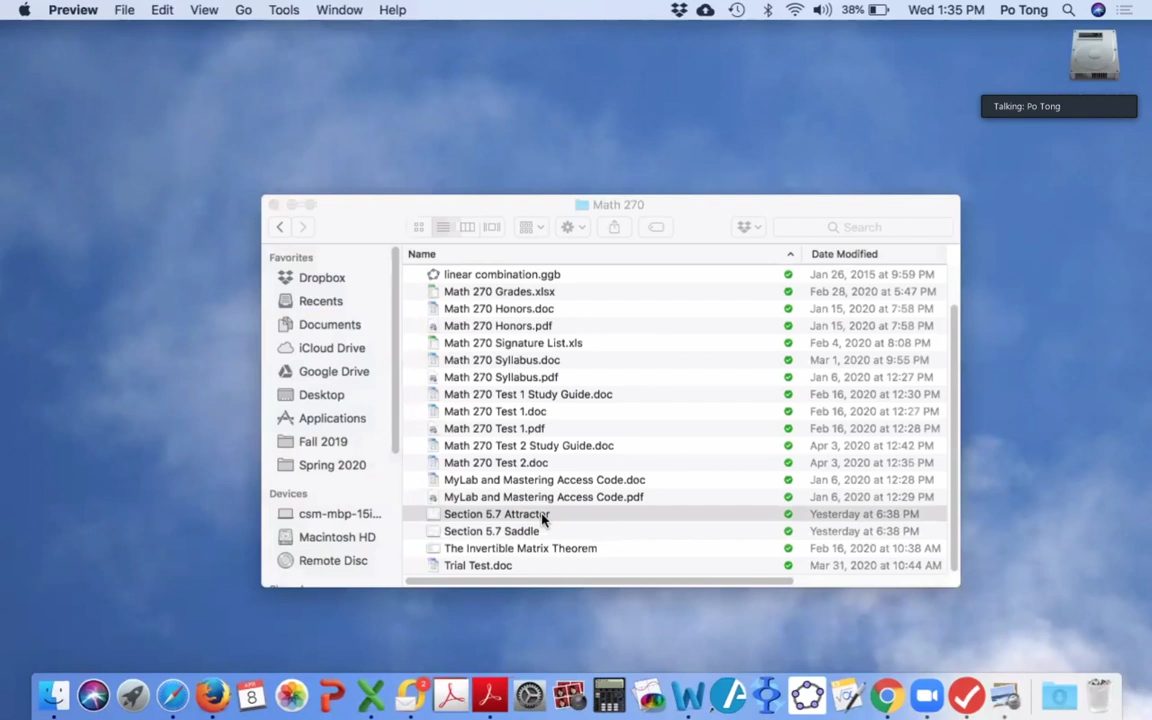 Preview File Edit View Go Tools Window Help 38% Wed 1:35 PM Po Tong
Talking: Po Tong
Math 270
Search
Favorites
Dropbox
Recents
Documents
iCloud Drive
Google Drive
Desktop
Applications
Fall 2019
Spring 2020
Devices
csm-mbp-15i...
Macintosh HD
Remote Disc
Name Date Modified
linear combination.ggb Jan 26, 2015 at 9:59 PM
Math 270 Grades.xlsx Feb 28, 2020 at 5:47 PM
Math 270 Honors.doc Jan 15, 2020 at 7:58 PM
Math 270 Honors.pdf Jan 15, 2020 at 7:58 PM
Math 270 Signature List.xls Feb 4, 2020 at 8:08 PM
Math 270 Syllabus.doc Mar 1, 2020 at 9:55 PM
Math 270 Syllabus.pdf Jan 6, 2020 at 12:27 PM
Math 270 Test 1 Study Guide.doc Feb 16, 2020 at 12:30 PM
Math 270 Test 1.doc Feb 16, 2020 at 12:27 PM
Math 270 Test 1.pdf Feb 16, 2020 at 12:28 PM
Math 270 Test 2 Study Guide.doc Apr 3, 2020 at 12:42 PM
Math 270 Test 2.doc Apr 3, 2020 at 12:35 PM
MyLab and Mastering Access Code.doc Jan 6, 2020 at 12:28 PM
MyLab and Mastering Access Code.pdf Jan 6, 2020 at 12:29 PM
Section 5.7 Attractor Yesterday at 6:38 PM
Section 5.7 Saddle Yesterday at 6:38 PM
The Invertible Matrix Theorem Feb 16, 2020 at 10:38 AM
Trial Test.doc Mar 31, 2020 at 10:44 AM
APR
8
2